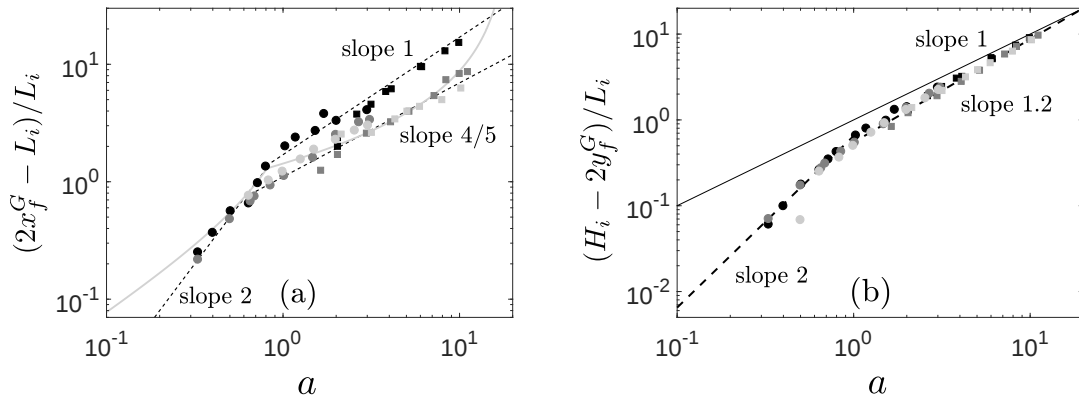 (2x_f^G − L_i)/L_i
10^1
10^0
10^-1
slope 1
slope 4/5
slope 2
(a)
10^-1
10^0
10^1
a
(H_i − 2y_f^G)/L_i
10^1
10^0
10^-1
10^-2
slope 1
slope 1.2
slope 2
(b)
10^-1
10^0
10^1
a